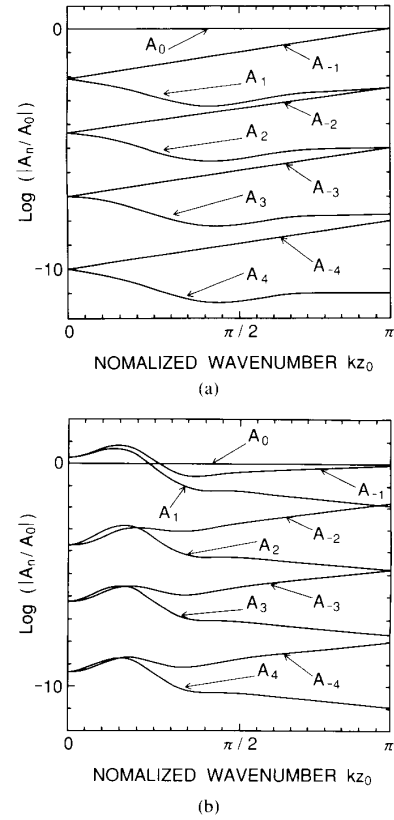 0
A₀
A₋₁
A₁
A₋₂
A₂
A₋₃
A₃
A₋₄
A₄
−10
Log (|Aₙ/A₀|)
0
π/2
π
NOMALIZED WAVENUMBER kz₀
(a)
A₀
0
A₋₁
A₁
A₋₂
A₂
A₋₃
A₃
A₋₄
A₄
−10
Log (|Aₙ/A₀|)
0
π/2
π
NOMALIZED WAVENUMBER kz₀
(b)